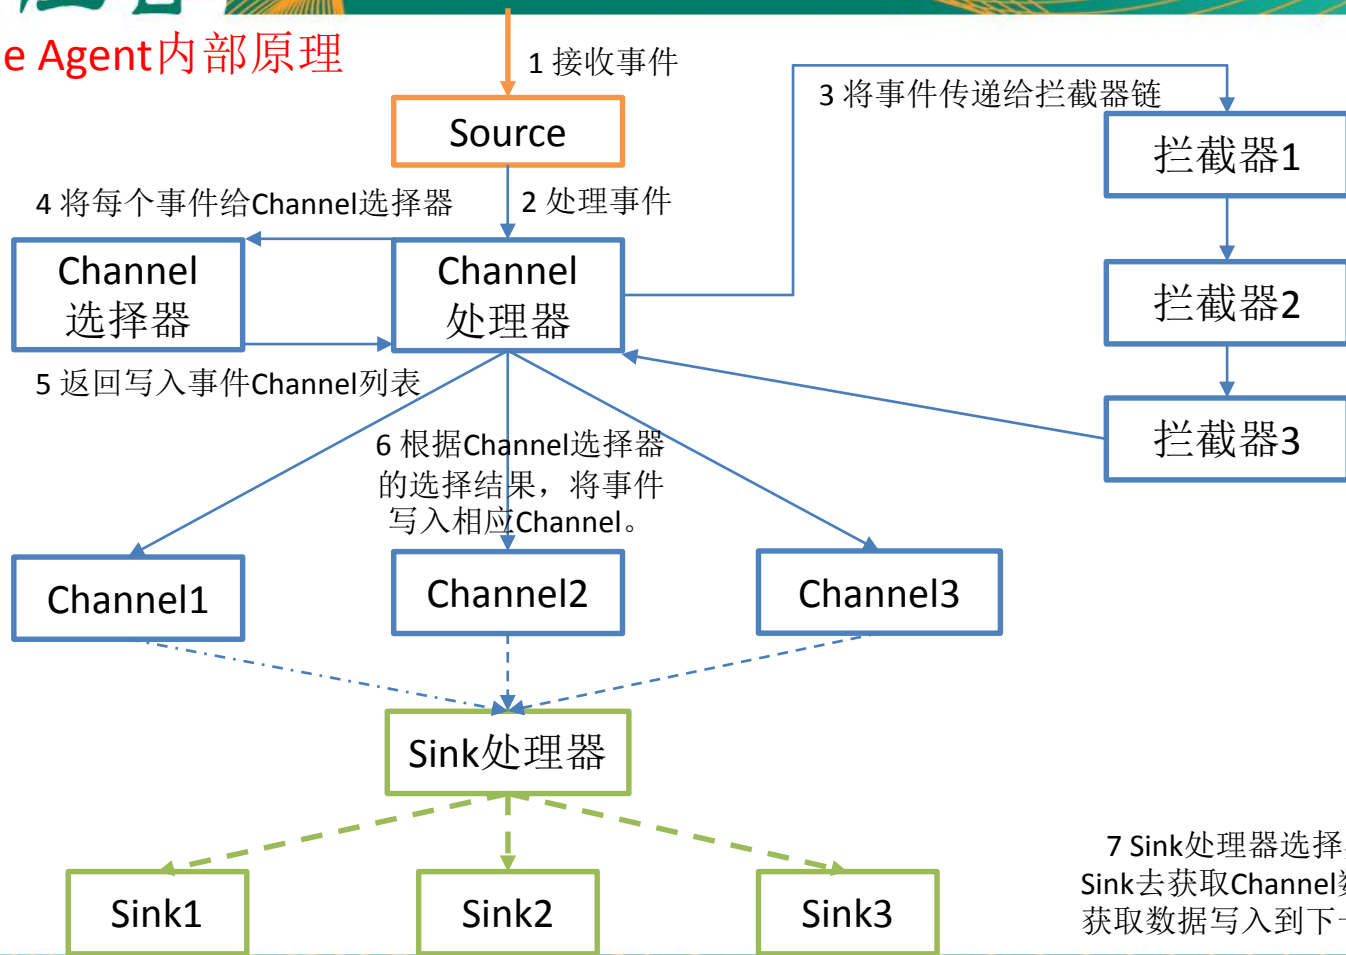 e Agent内部原理
1 接收事件
3 将事件传递给拦截器链
Source
拦截器1
4 将每个事件给Channel选择器
2 处理事件
Channel
选择器
Channel
处理器
拦截器2
5 返回写入事件Channel列表
拦截器3
6 根据Channel选择器
的选择结果，将事件
写入相应Channel。
Channel1
Channel2
Channel3
Sink处理器
7 Sink处理器选择
Sink去获取Channel
获取数据写入到下
Sink1
Sink2
Sink3